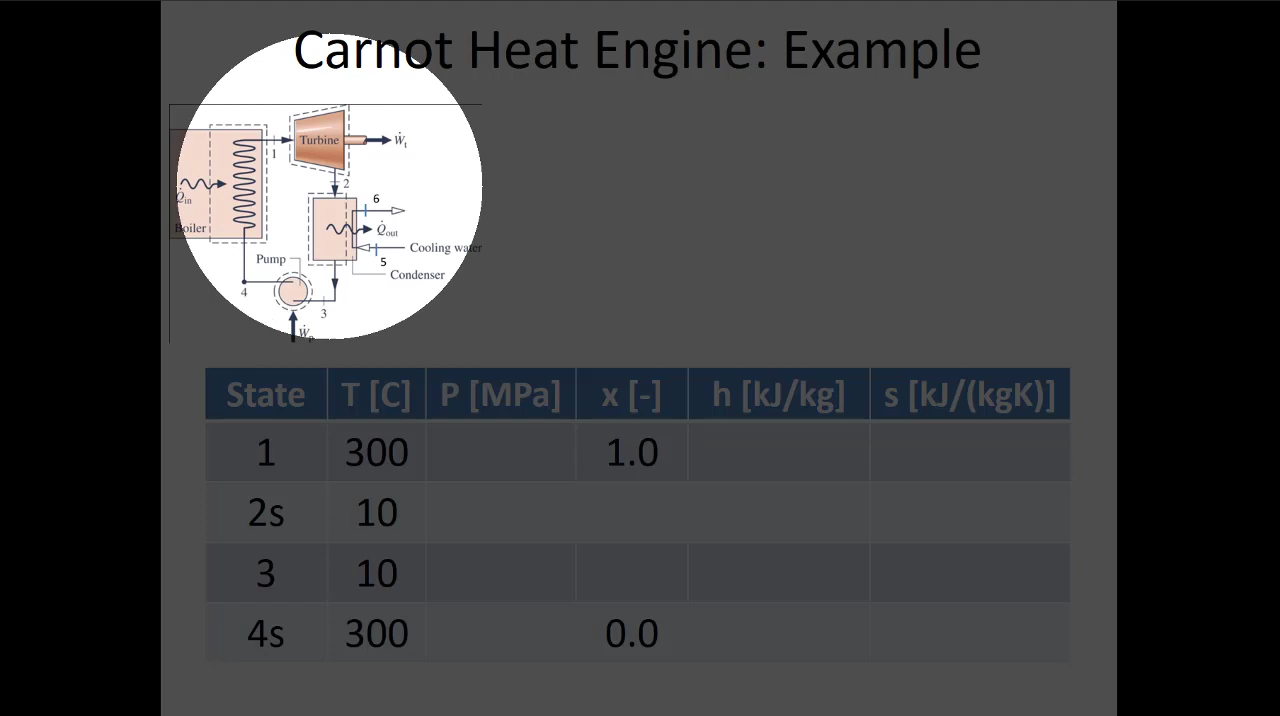 Carnot Heat Engine: Example
Turbine
Ẇt
1
2
6
Q̇in
Q̇out
Boiler
Cooling water
5
Pump
Condenser
4
3
Ẇp
State T [C] P [MPa] x [-] h [kJ/kg] s [kJ/(kgK)]
1 300 1.0
2s 10
3 10
4s 300 0.0